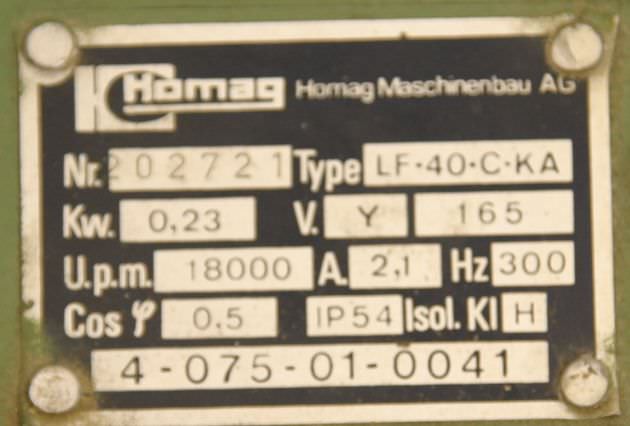 Homag Homag Maschinenbau AG
Nr. 202721 Type LF·40·C·KA
Kw. 0,23 V. Y 165
U.p.m. 18000 A. 2,1 Hz 300
Cos φ 0,5 IP54 Isol. Kl H
4-075-01-0041